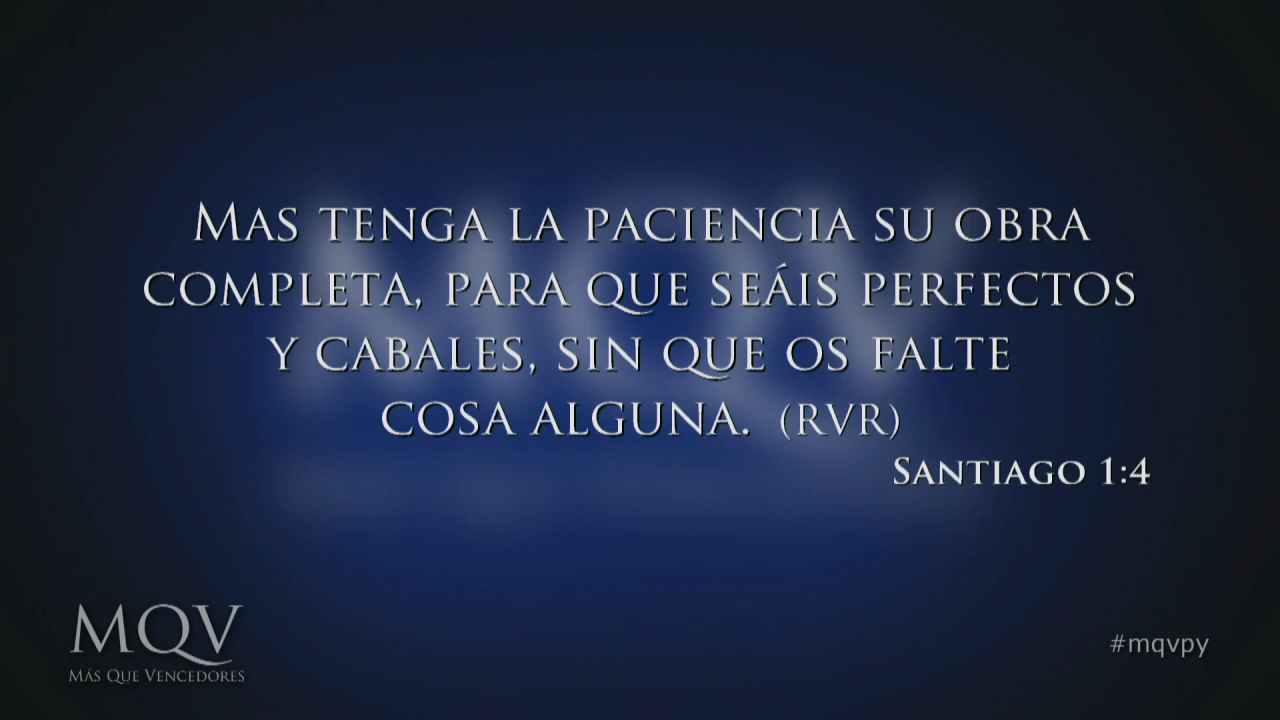 Mas tenga la paciencia su obra
completa, para que seáis perfectos
y cabales, sin que os falte
cosa alguna. (RVR)
Santiago 1:4
MQV
Más Que Vencedores
#mqvpy